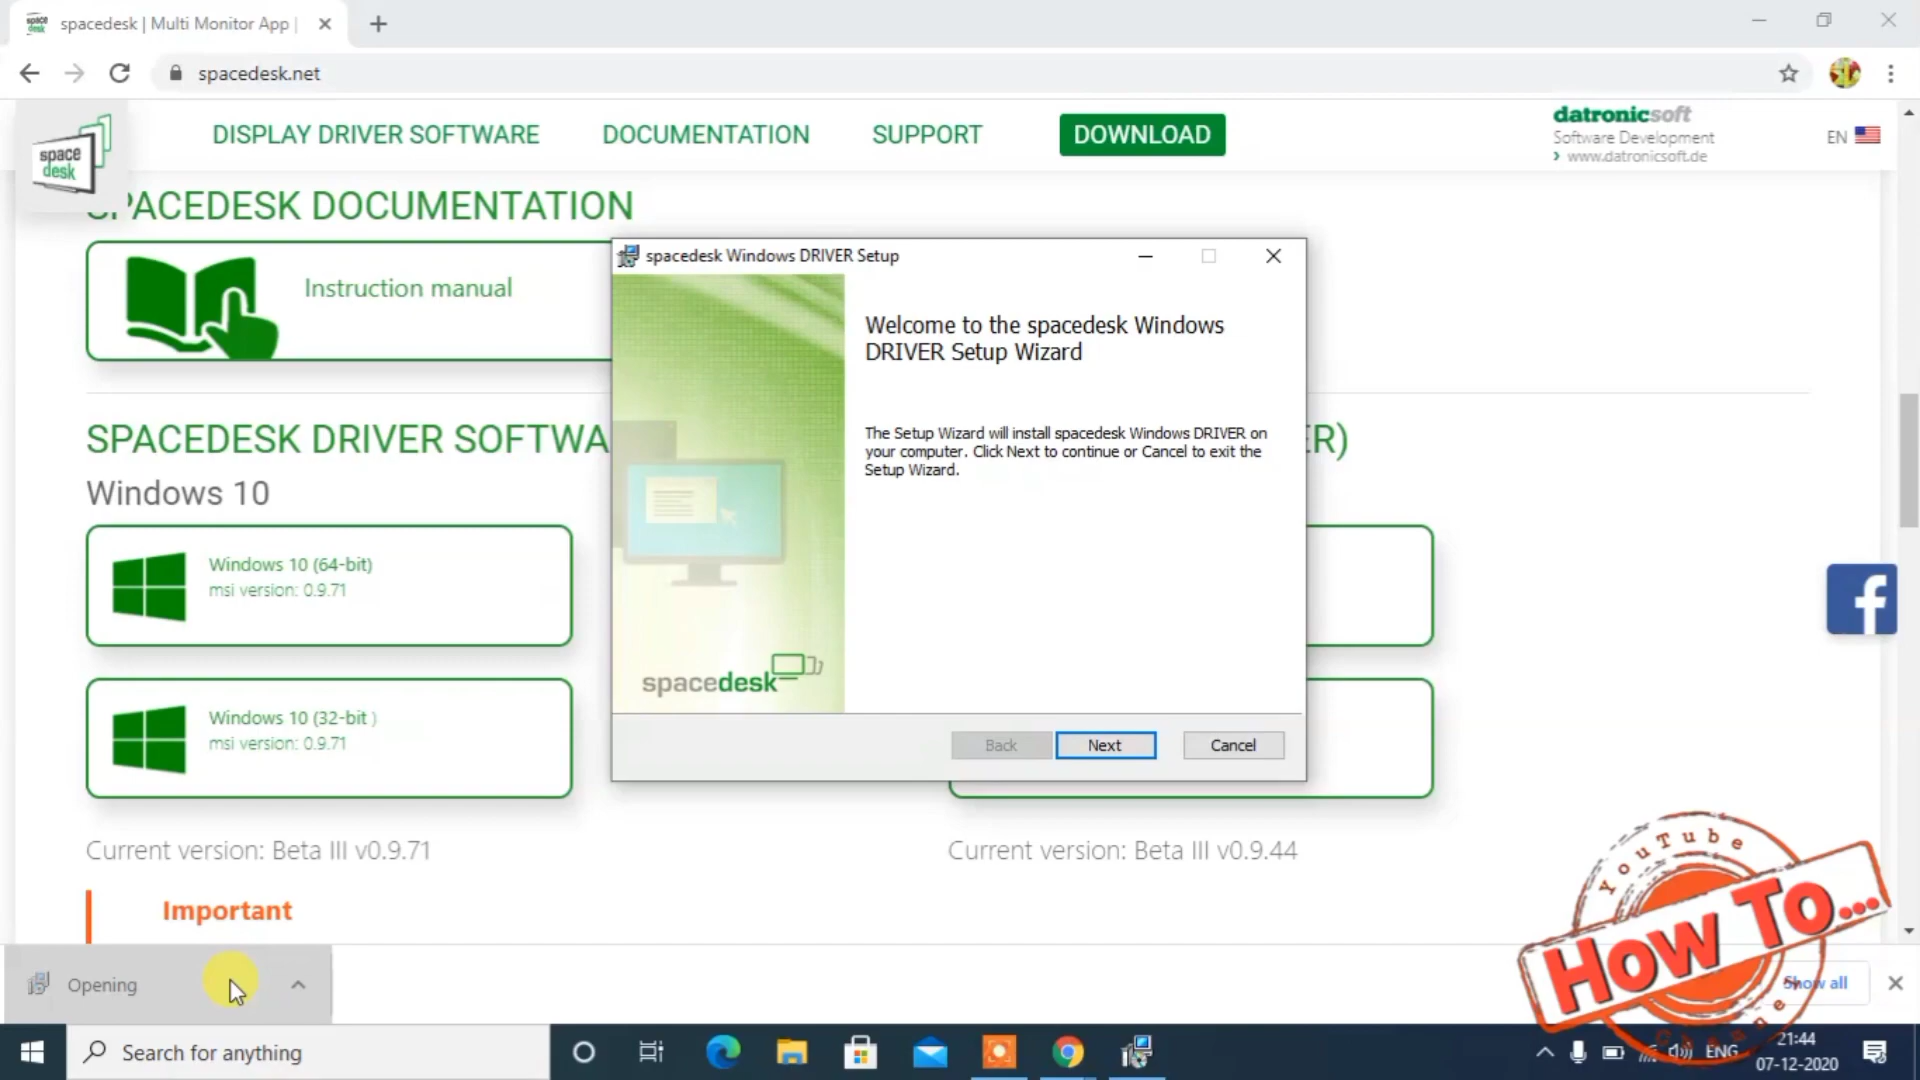 spacedesk | Multi Monitor App |
spacedesk.net
space
desk
DISPLAY DRIVER SOFTWARE
DOCUMENTATION
SUPPORT
DOWNLOAD
datronicsoft
Software Development
www.datronicsoft.de
EN
SPACEDESK DOCUMENTATION
Instruction manual
spacedesk Windows DRIVER Setup
Welcome to the spacedesk Windows
DRIVER Setup Wizard
The Setup Wizard will install spacedesk Windows DRIVER on
your computer. Click Next to continue or Cancel to exit the
Setup Wizard.
spacedesk
Back
Next
Cancel
SPACEDESK DRIVER SOFTWA
ER)
Windows 10
Windows 10 (64-bit)
msi version: 0.9.71
Windows 10 (32-bit )
msi version: 0.9.71
Current version: Beta III v0.9.71
Current version: Beta III v0.9.44
Important
YouTube
How To...
Opening
Show all
Search for anything
ENG
21:44
07-12-2020